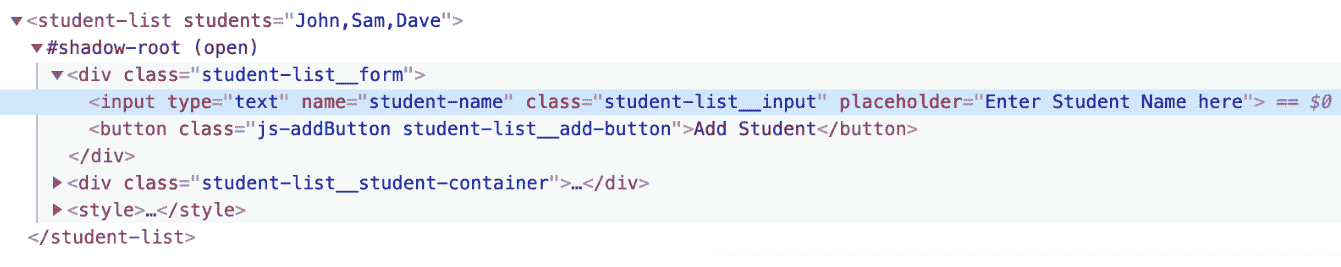 ▼<student-list students="John,Sam,Dave">
▼#shadow-root (open)
▼<div class="student-list__form">
<input type="text" name="student-name" class="student-list__input" placeholder="Enter Student Name here"> == $0
<button class="js-addButton student-list__add-button">Add Student</button>
</div>
▶<div class="student-list__student-container">…</div>
▶<style>…</style>
</student-list>